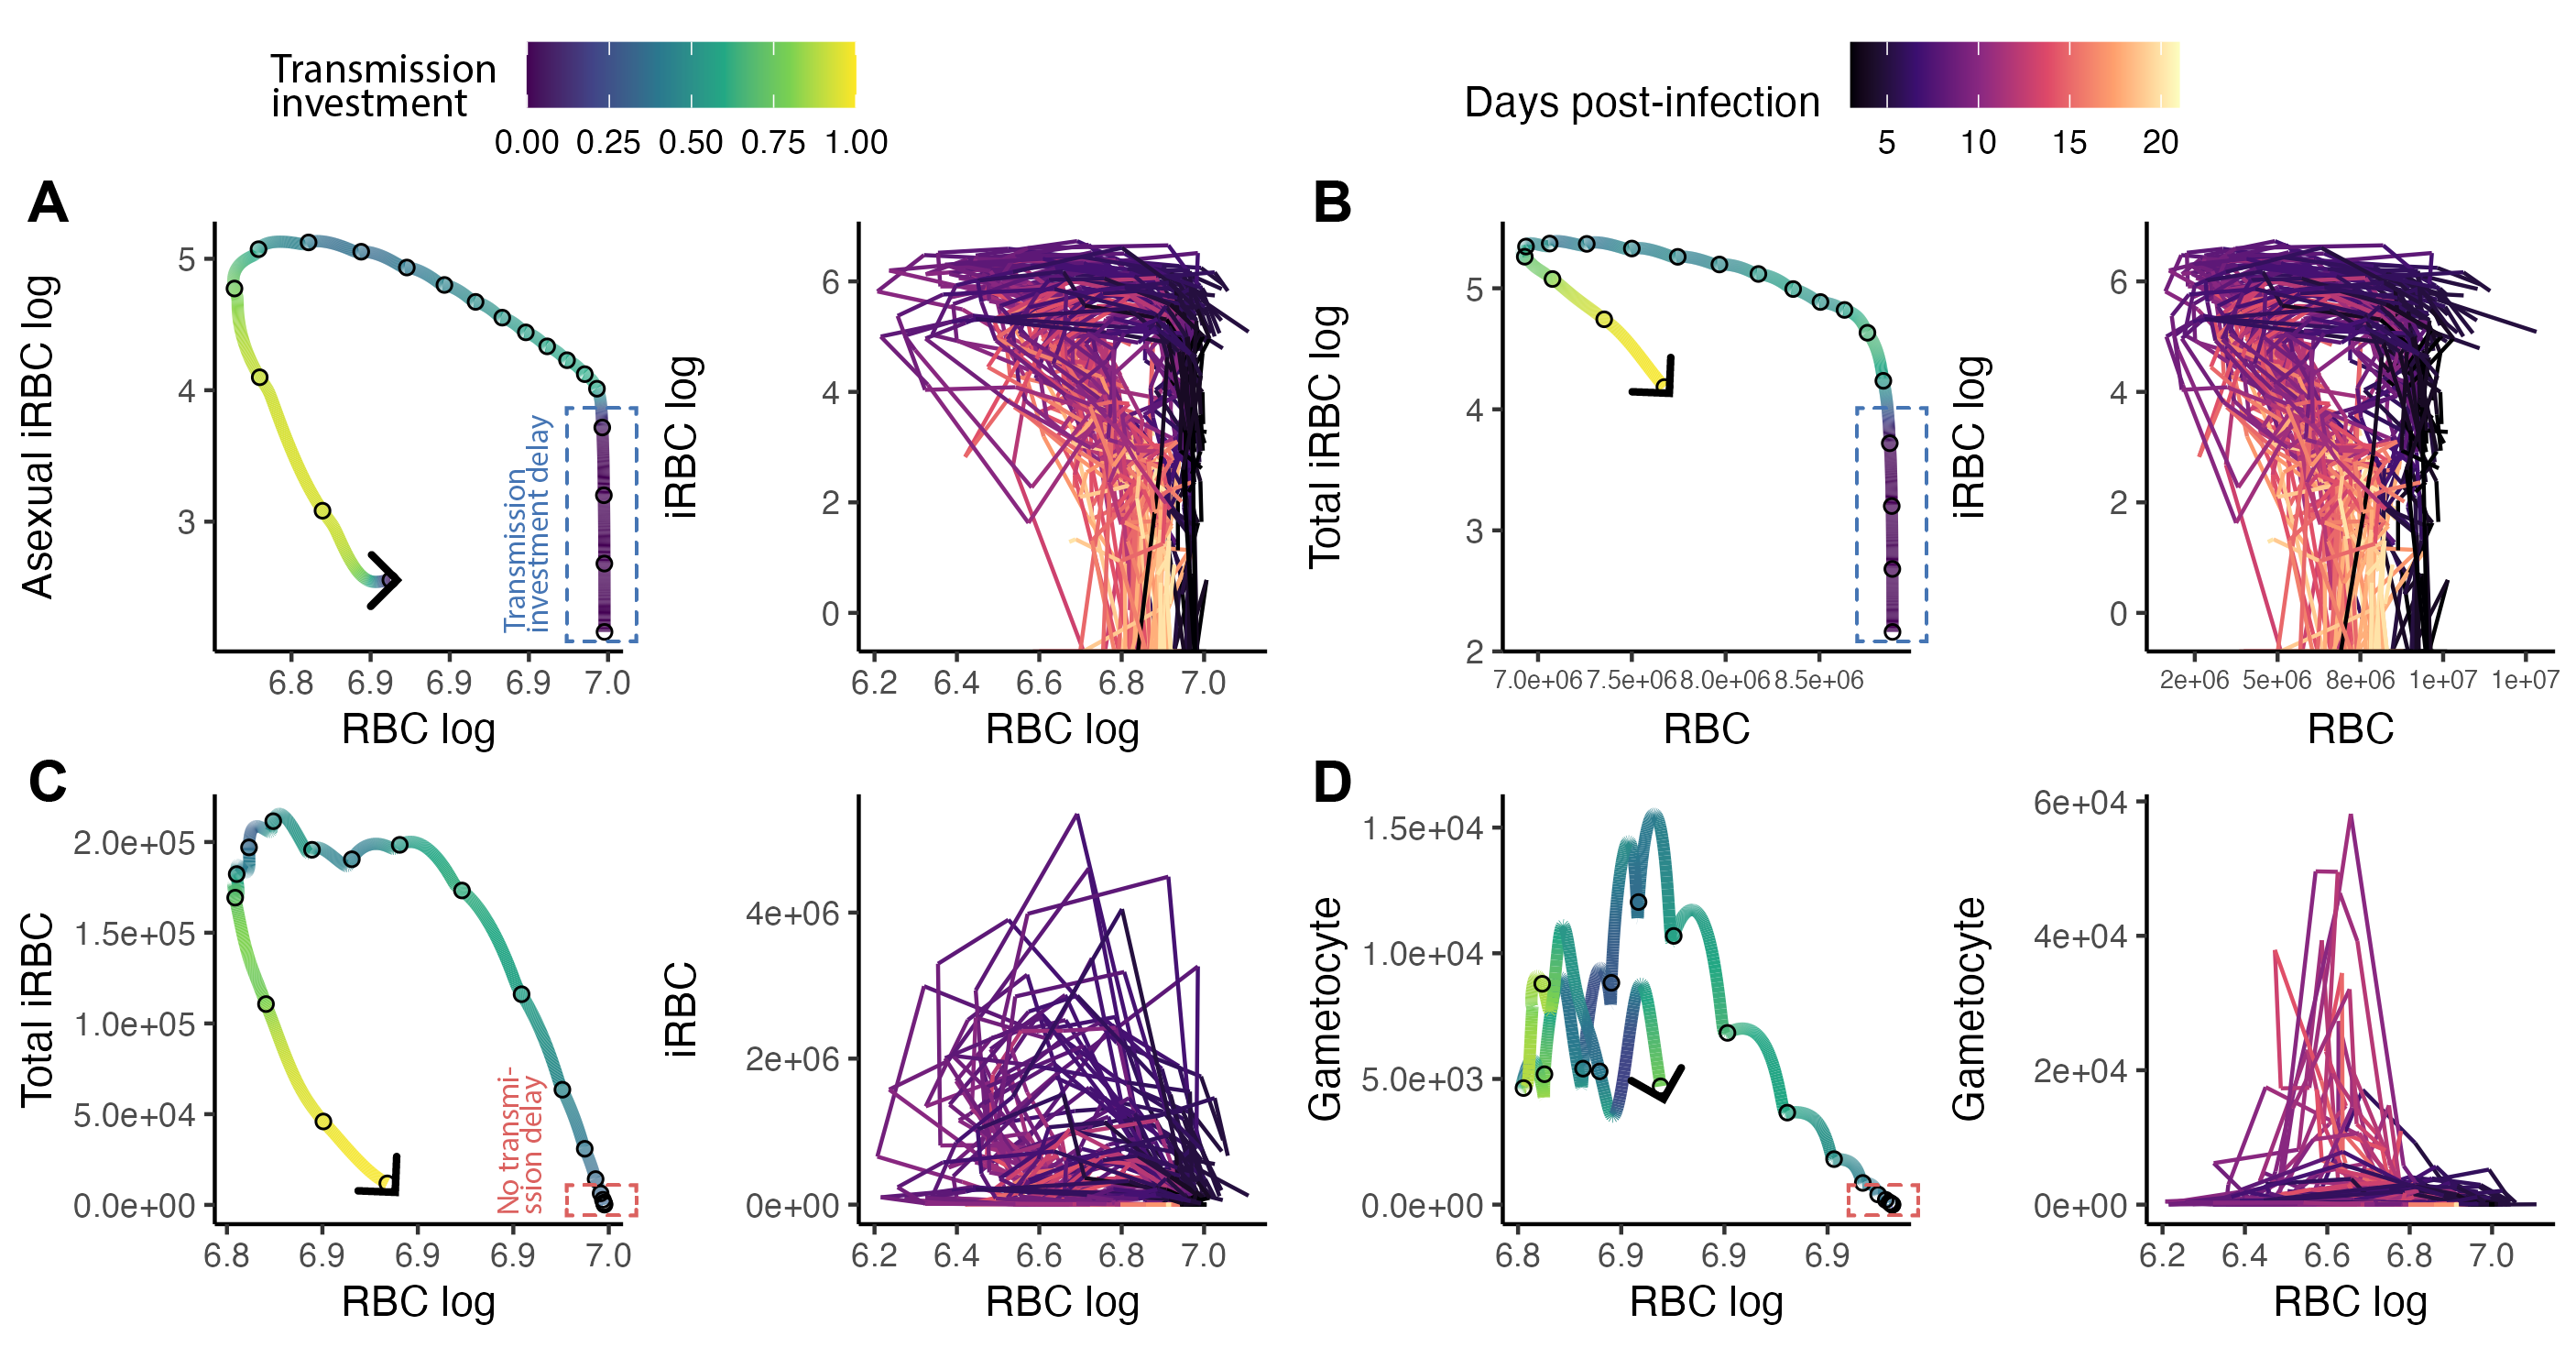 Transmission
investment
0.00 0.25 0.50 0.75 1.00
Days post-infection
5 10 15 20
A
Asexual iRBC log
5
4
3
Transmission
investment delay
6.8 6.9 6.9 6.9 7.0
RBC log
iRBC log
6
4
2
0
6.2 6.4 6.6 6.8 7.0
RBC log
B
Total iRBC log
5
4
3
2
7.0e+06 7.5e+06 8.0e+06 8.5e+06
RBC
iRBC log
6
4
2
0
2e+06 5e+06 8e+06 1e+07 1e+07
RBC
C
Total iRBC
2.0e+05
1.5e+05
1.0e+05
5.0e+04
0.0e+00
No transmi-
ssion delay
6.8 6.9 6.9 6.9 7.0
RBC log
iRBC
4e+06
2e+06
0e+00
6.2 6.4 6.6 6.8 7.0
RBC log
D
Gametocyte
1.5e+04
1.0e+04
5.0e+03
0.0e+00
6.8 6.9 6.9 6.9
RBC log
Gametocyte
6e+04
4e+04
2e+04
0e+00
6.2 6.4 6.6 6.8 7.0
RBC log